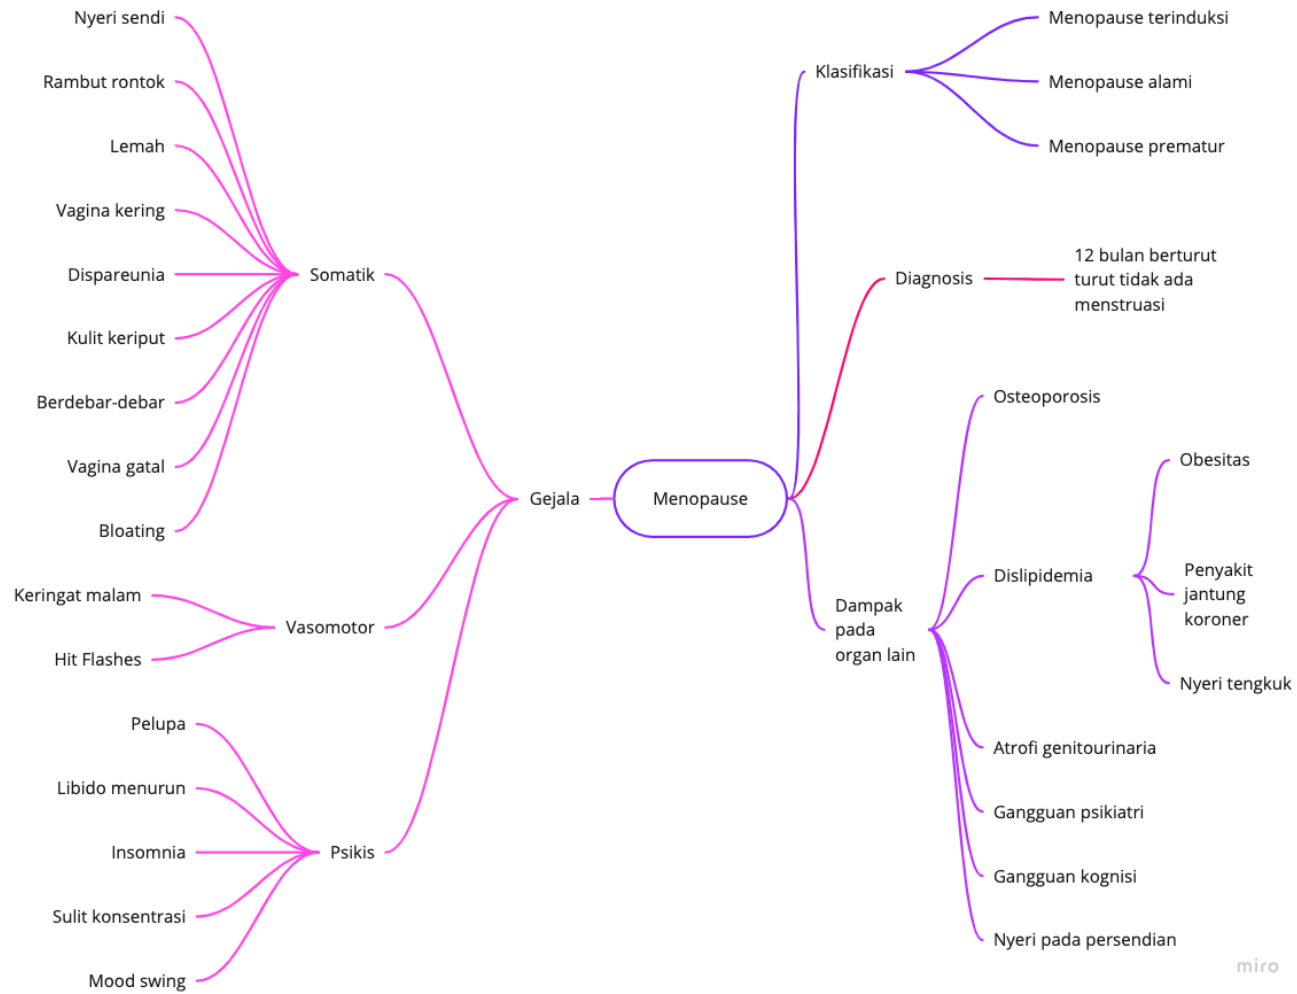 Nyeri sendi
Rambut rontok
Lemah
Vagina kering
Dispareunia
Kulit keriput
Berdebar-debar
Vagina gatal
Bloating
Somatik
Keringat malam
Hit Flashes
Vasomotor
Pelupa
Libido menurun
Insomnia
Sulit konsentrasi
Mood swing
Psikis
Gejala
Menopause
Klasifikasi
Menopause terinduksi
Menopause alami
Menopause prematur
Diagnosis
12 bulan berturut
turut tidak ada
menstruasi
Dampak
pada
organ lain
Osteoporosis
Dislipidemia
Obesitas
Penyakit
jantung
koroner
Nyeri tengkuk
Atrofi genitourinaria
Gangguan psikiatri
Gangguan kognisi
Nyeri pada persendian
miro